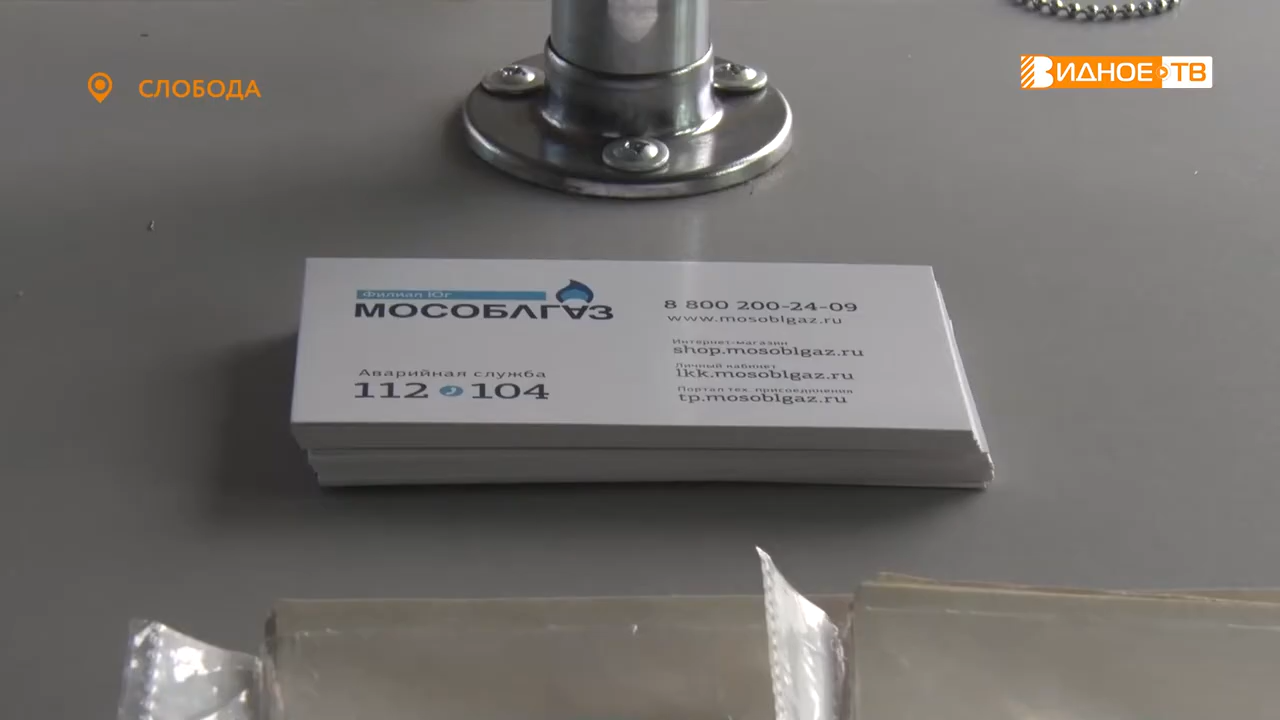 СЛОБОДА
ВИДНОЕ ТВ
Филиал Юг
МОСОБЛГАЗ
Аварийная служба
112 104
8 800 200-24-09
www.mosoblgaz.ru
Интернет-магазин
shop.mosoblgaz.ru
Личный кабинет
lkk.mosoblgaz.ru
Портал тех. присоединения
tp.mosoblgaz.ru